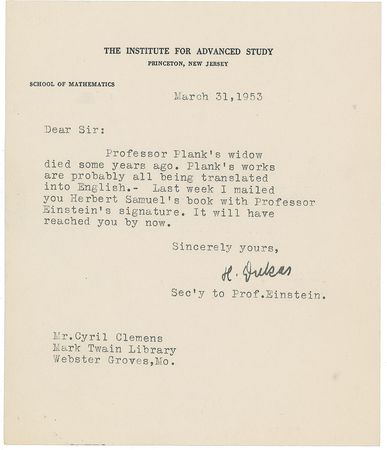 THE INSTITUTE FOR ADVANCED STUDY
PRINCETON, NEW JERSEY
SCHOOL OF MATHEMATICS
March 31,1953
Dear Sir:
Professor Plank's widow
died some years ago. Plank's works
are probably all being translated
into English.- Last week I mailed
you Herbert Samuel's book with Professor
Einstein's signature. It will have
reached you by now.
Sincerely yours,
H. Dukas
Sec'y to Prof.Einstein.
Mr.Cyril Clemens
Mark Twain Library
Webster Groves,Mo.